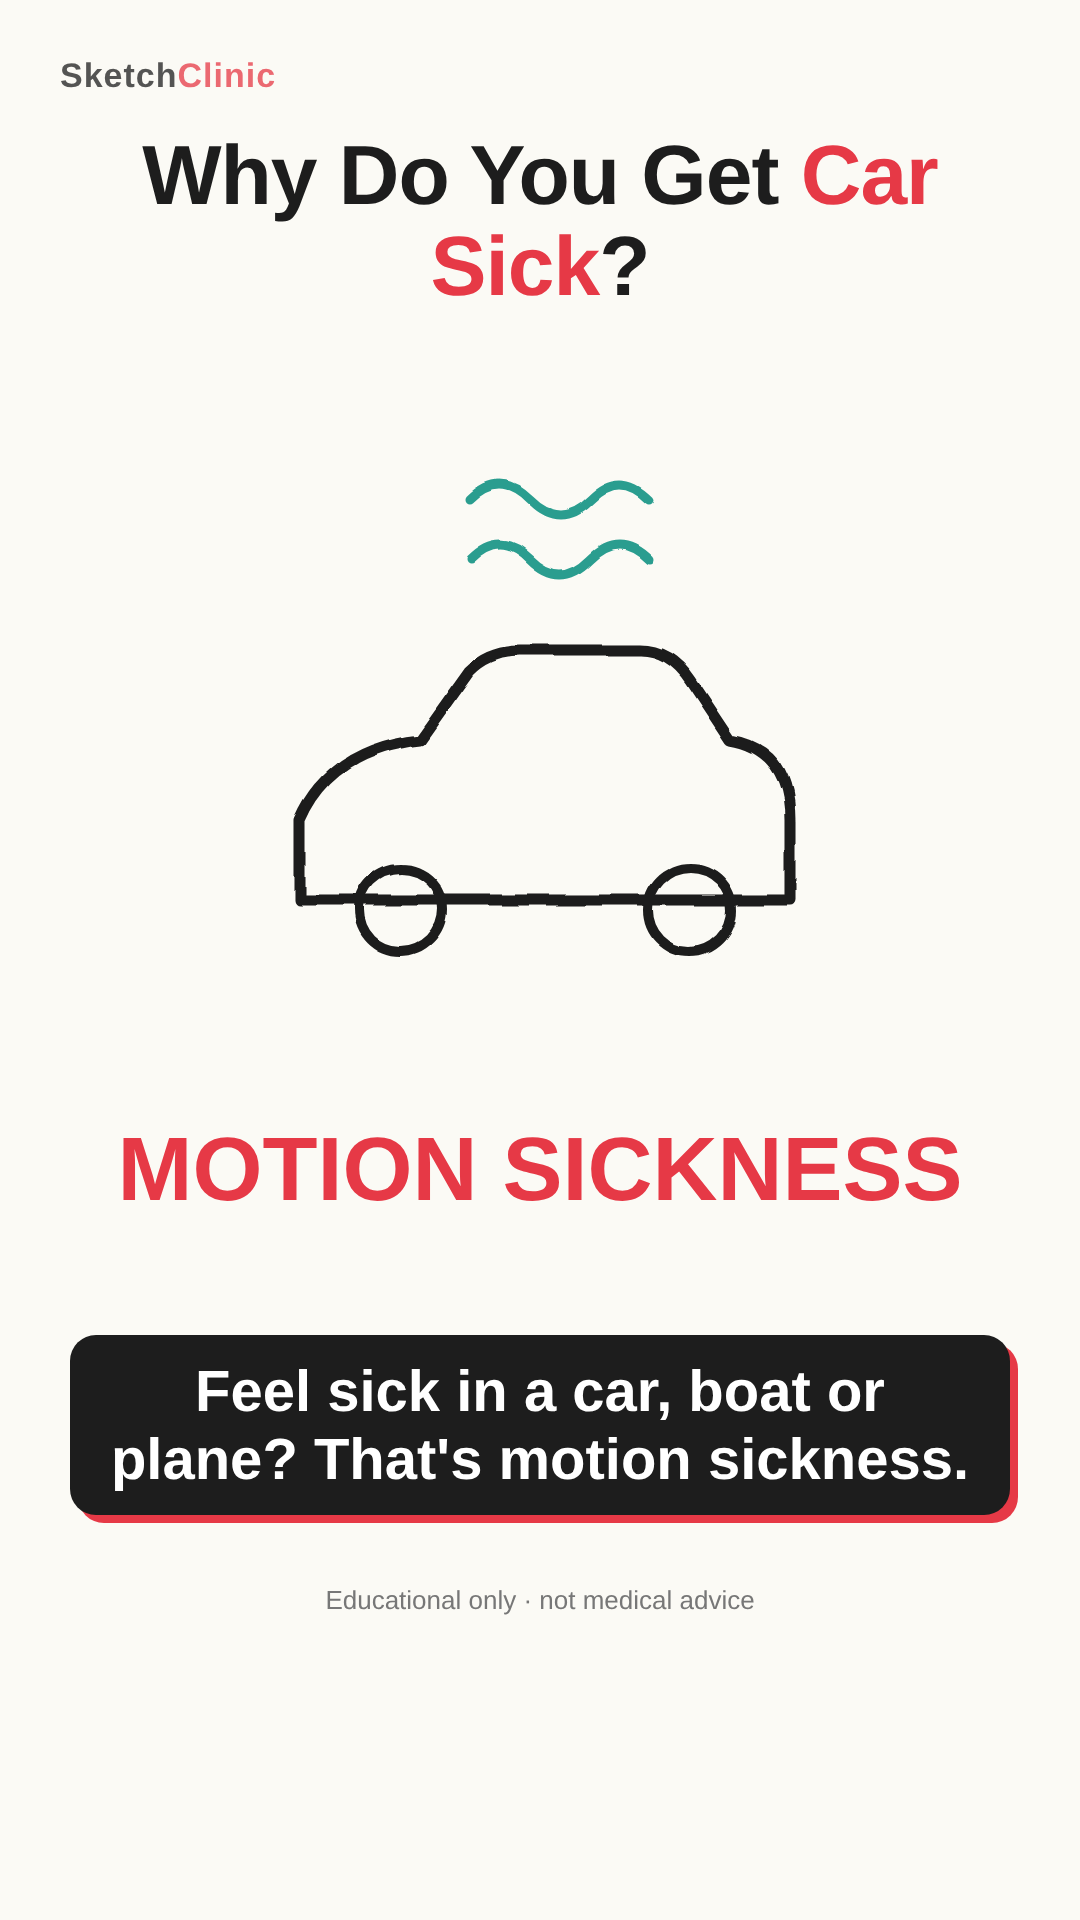 SketchClinic
Why Do You Get Car
Sick?
MOTION SICKNESS
Feel sick in a car, boat or
plane? That's motion sickness.
Educational only · not medical advice